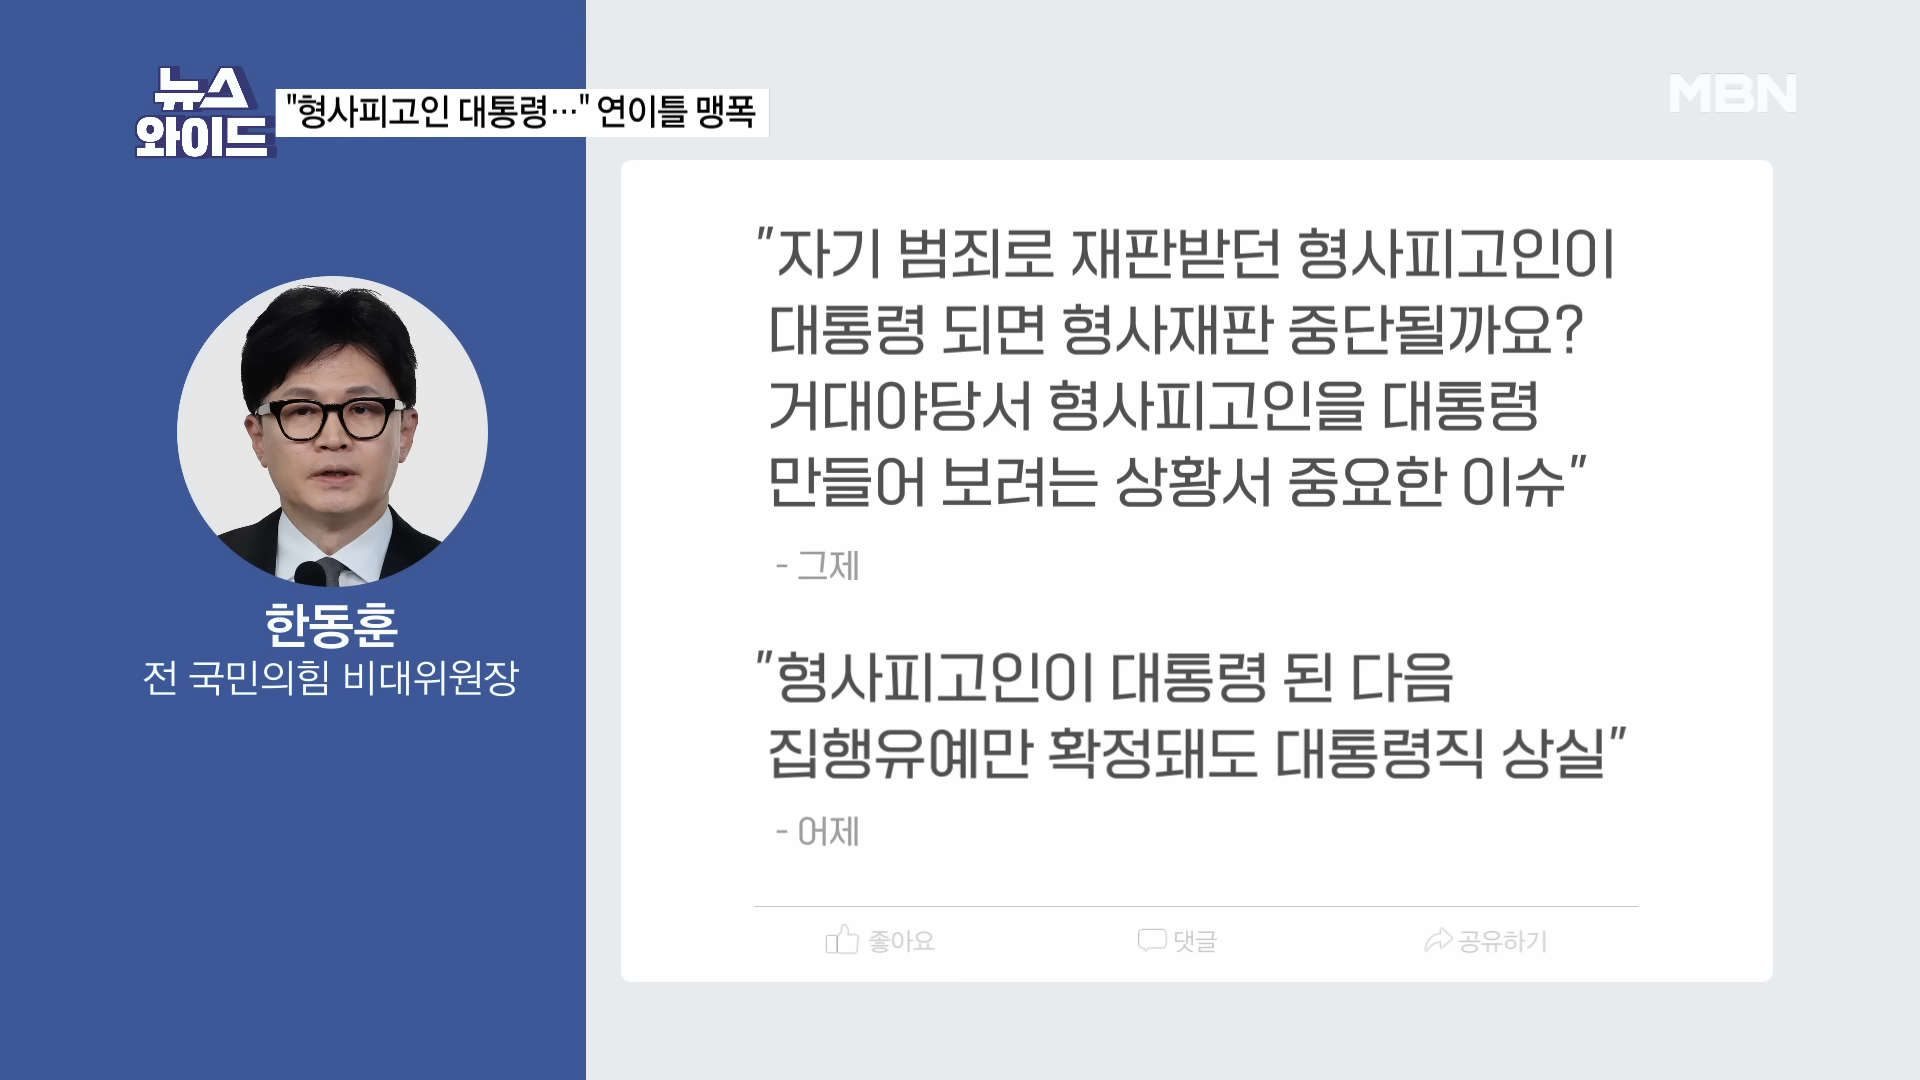 뉴스
와이드
"형사피고인 대통령…" 연이틀 맹폭
MBN
"자기 범죄로 재판받던 형사피고인이
대통령 되면 형사재판 중단될까요?
거대야당서 형사피고인을 대통령
만들어 보려는 상황서 중요한 이슈"
- 그제
"형사피고인이 대통령 된 다음
집행유예만 확정돼도 대통령직 상실"
- 어제
한동훈
전 국민의힘 비대위원장
좋아요
댓글
공유하기